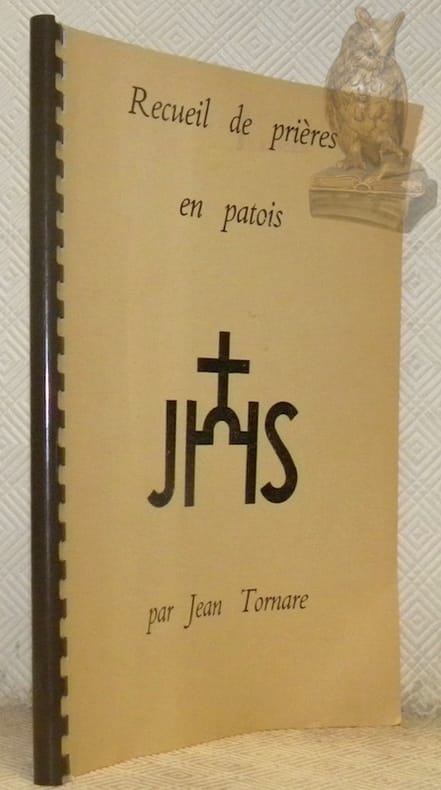 Recueil de prières
en patois
JHS
par Jean Tornare